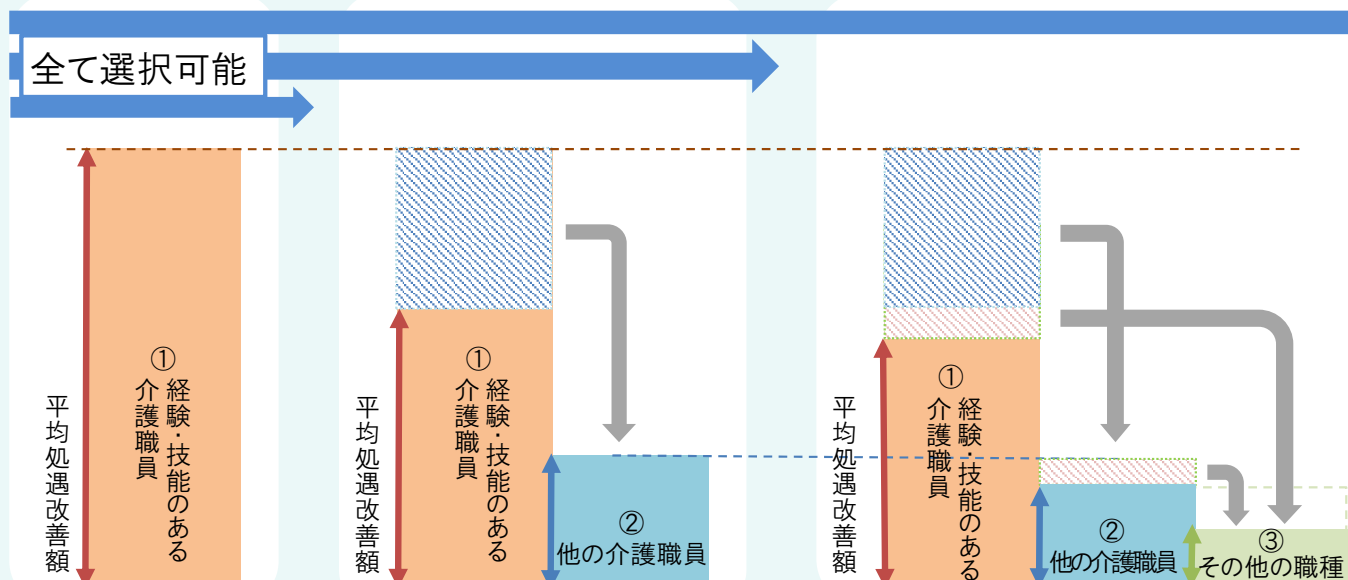 全て選択可能
平均処遇改善額
①
経験・技能のある
介護職員
平均処遇改善額
①
経験・技能のある
介護職員
②
他の介護職員
平均処遇改善額
①
経験・技能のある
介護職員
②
他の介護職員
③
その他の職種